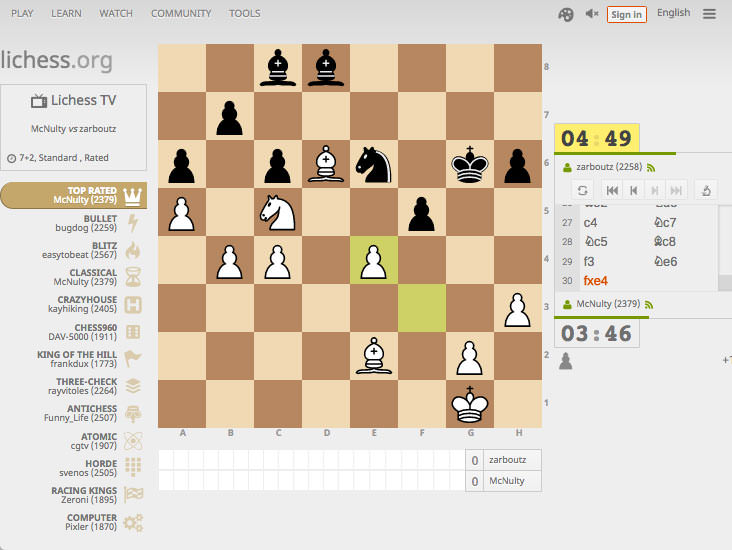 PLAY LEARN WATCH COMMUNITY TOOLS Sign in English
lichess.org
Lichess TV
McNulty vs zarboutz
7+2, Standard , Rated
TOP RATED
McNulty (2379)
BULLET
bugdog (2259)
BLITZ
easytobeat (2567)
CLASSICAL
McNulty (2379)
CRAZYHOUSE
kayhiking (2405)
CHESS960
DAV-5000 (1911)
KING OF THE HILL
frankdux (1773)
THREE-CHECK
rayvitoles (2264)
ANTICHESS
Funny_Life (2507)
ATOMIC
cgtv (1907)
HORDE
svenos (2505)
RACING KINGS
Zeroni (1895)
COMPUTER
Pixler (1870)
8
7
6
5
4
3
2
1
A B C D E F G H
0 zarboutz
0 McNulty
04:49
zarboutz (2258)
27 c4 ♘c7
28 ♘c5 ♗c8
29 f3 ♘e6
30 fxe4
McNulty (2379)
03:46